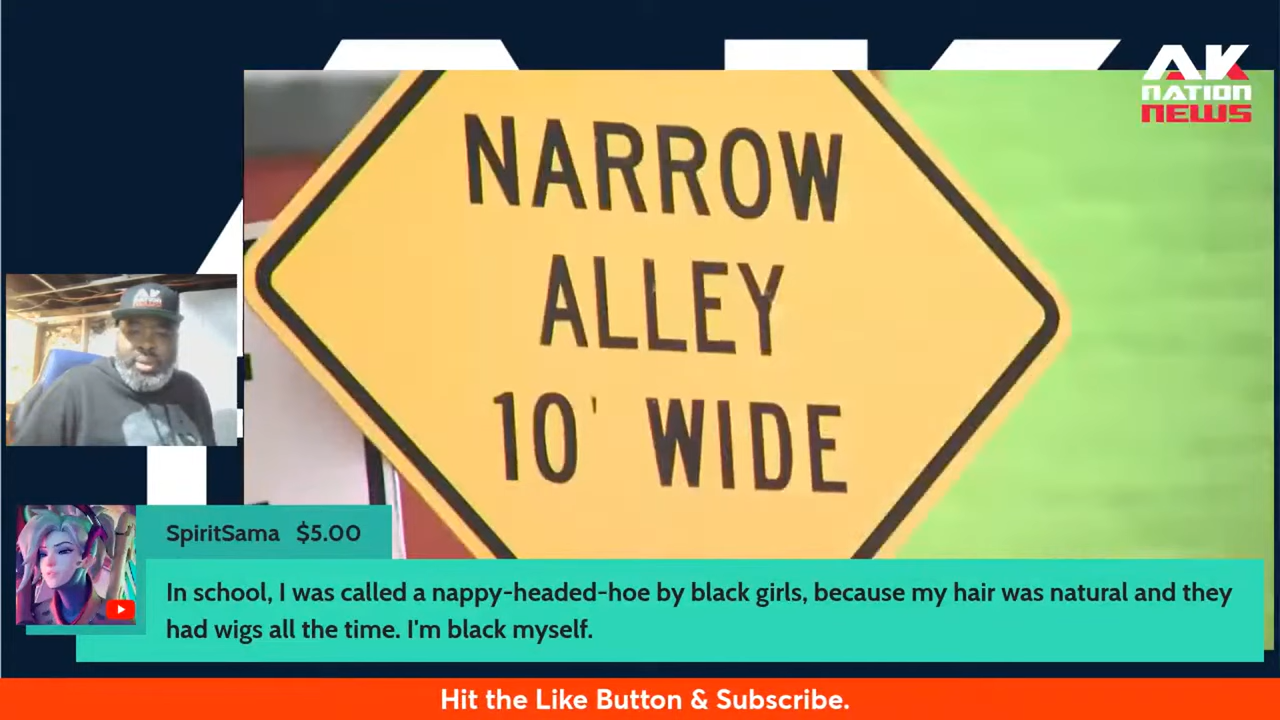 AK
NATION
NEWS
NARROW
ALLEY
10' WIDE
SpiritSama $5.00
In school, I was called a nappy-headed-hoe by black girls, because my hair was natural and they
had wigs all the time. I'm black myself.
Hit the Like Button & Subscribe.